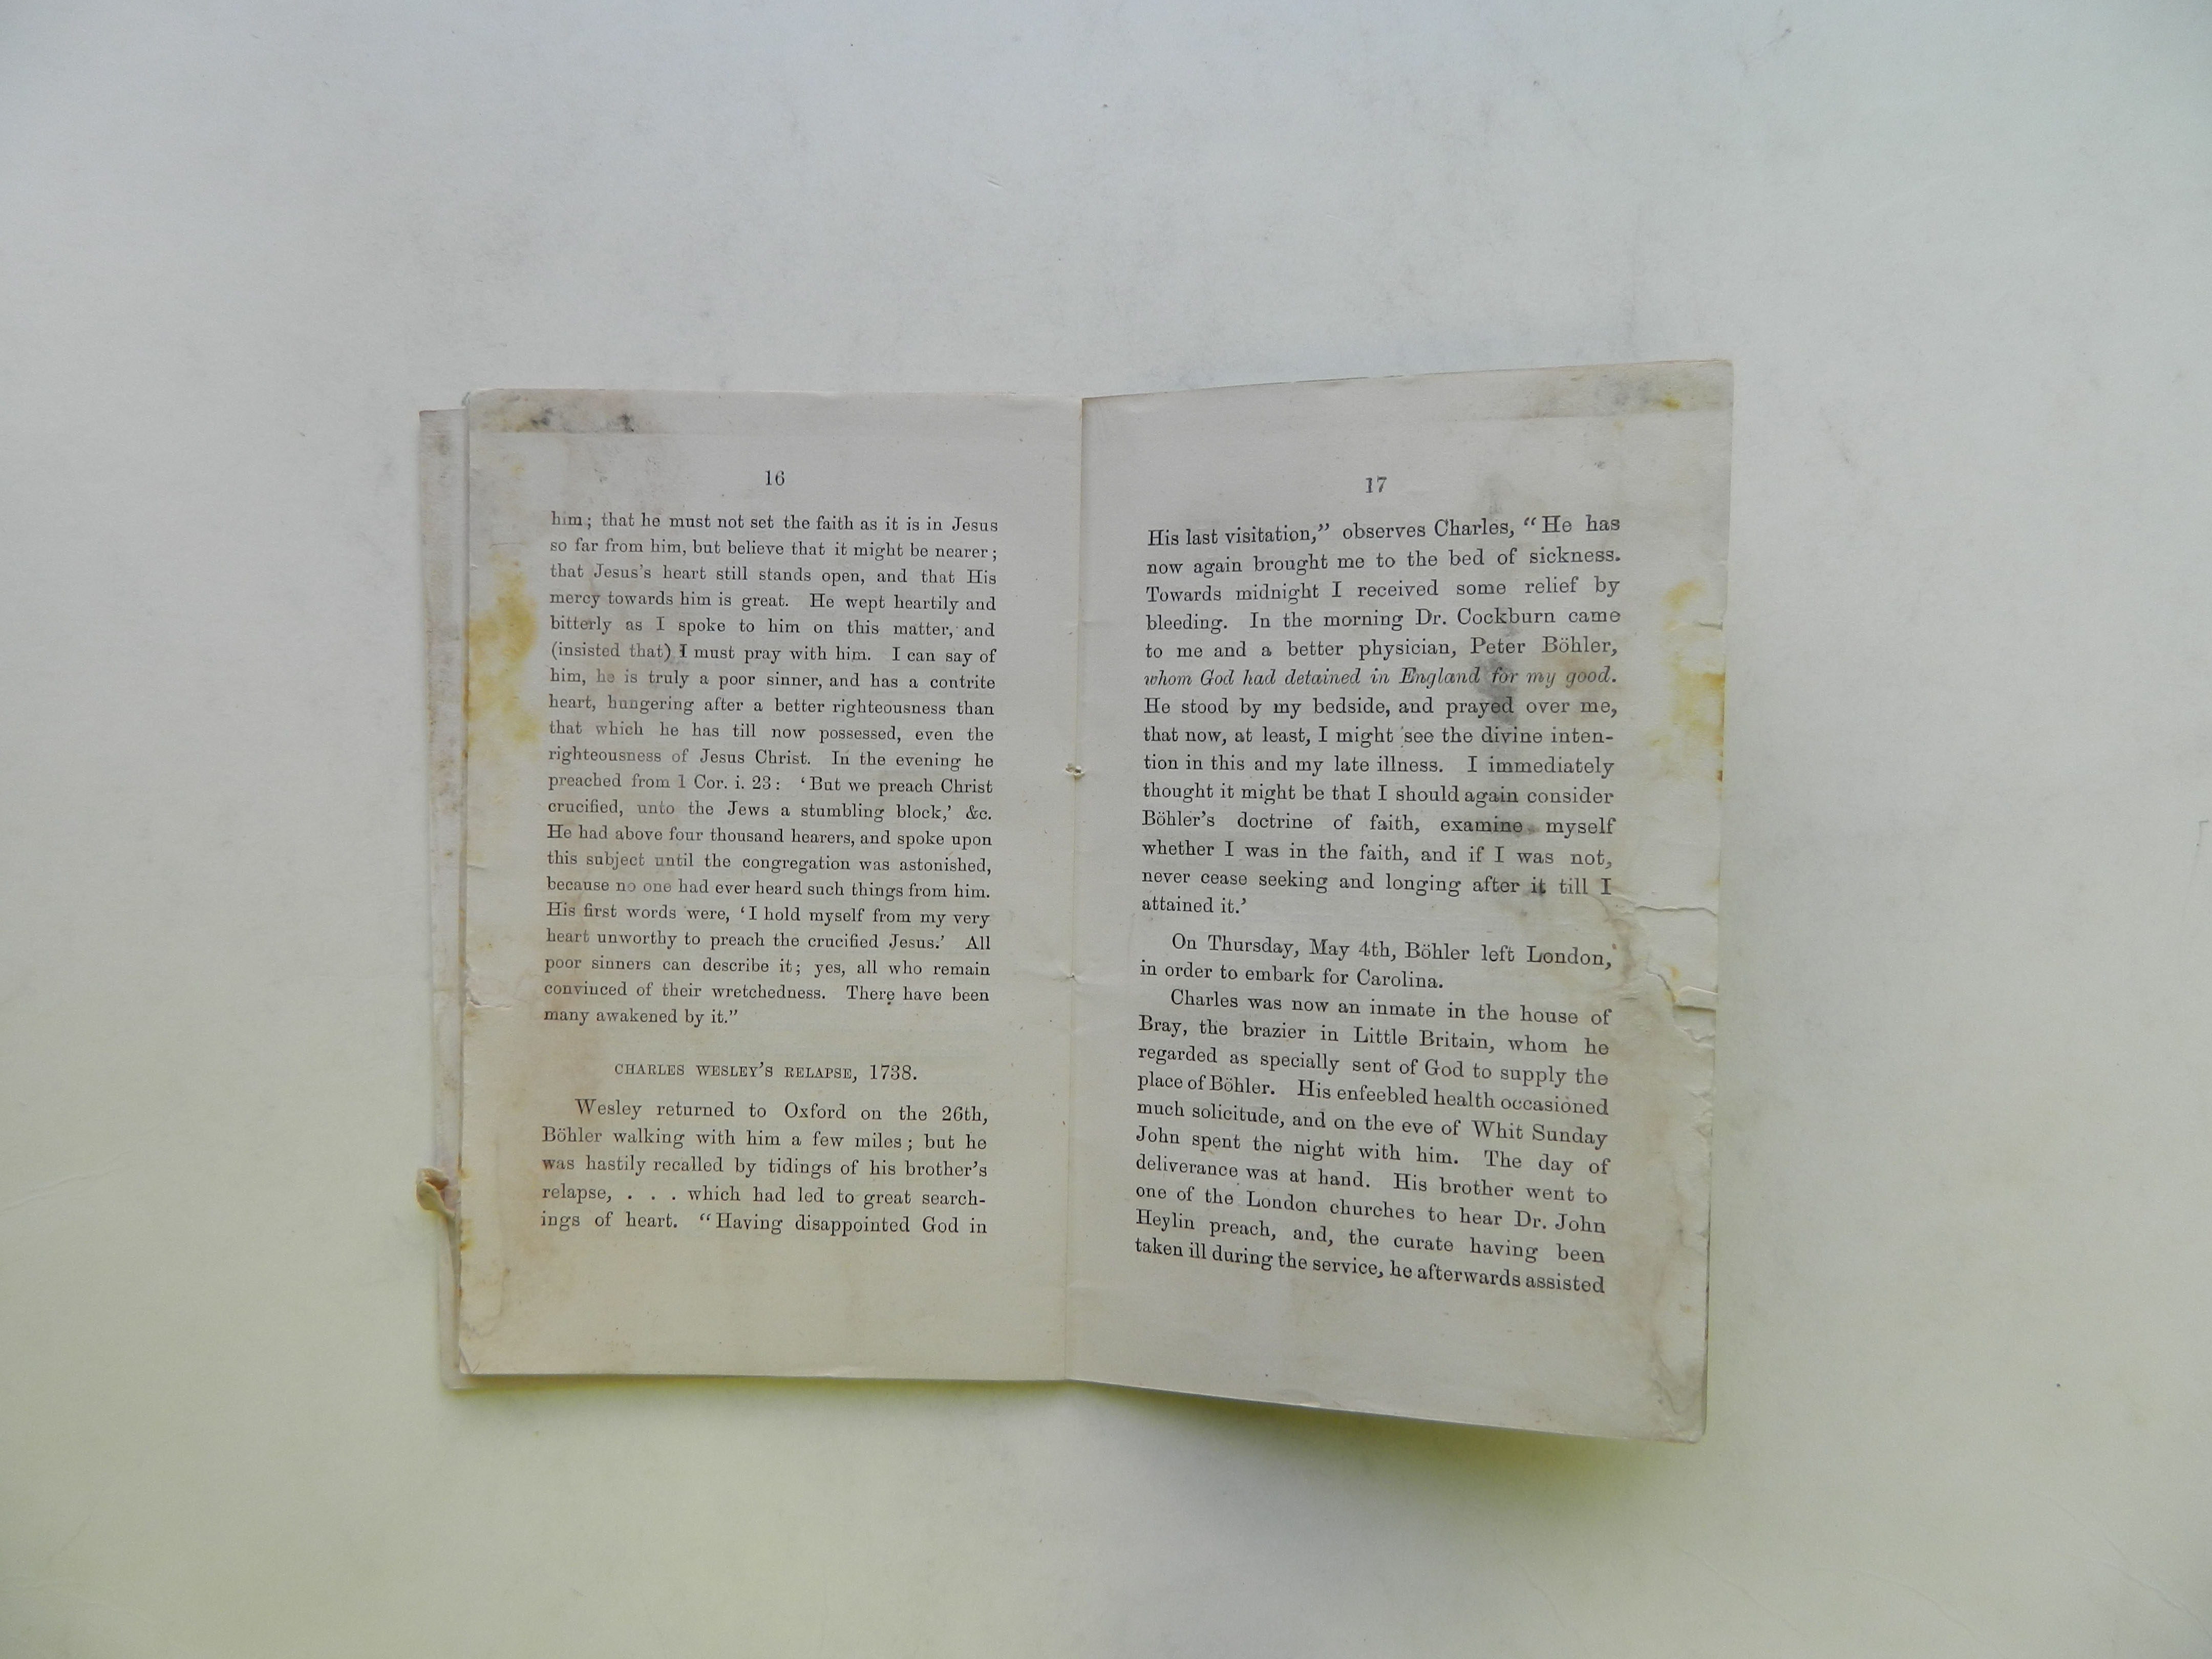 16
him; that he must not set the faith as it is in Jesus
so far from him, but believe that it might be nearer;
that Jesus's heart still stands open, and that His
mercy towards him is great. He wept heartily and
bitterly as I spoke to him on this matter, and
(insisted that) I must pray with him. I can say of
him, he is truly a poor sinner, and has a contrite
heart, hungering after a better righteousness than
that which he has till now possessed, even the
righteousness of Jesus Christ. In the evening he
preached from 1 Cor. i. 23: ‘But we preach Christ
crucified, unto the Jews a stumbling block,’ &c.
He had above four thousand hearers, and spoke upon
this subject until the congregation was astonished,
because no one had ever heard such things from him.
His first words were, ‘I hold myself from my very
heart unworthy to preach the crucified Jesus.’ All
poor sinners can describe it; yes, all who remain
convinced of their wretchedness. There have been
many awakened by it.”
CHARLES WESLEY'S RELAPSE, 1738.
Wesley returned to Oxford on the 26th,
Böhler walking with him a few miles; but he
was hastily recalled by tidings of his brother's
relapse, . . . which had led to great search-
ings of heart. “Having disappointed God in
17
His last visitation,” observes Charles, “He has
now again brought me to the bed of sickness.
Towards midnight I received some relief by
bleeding. In the morning Dr. Cockburn came
to me and a better physician, Peter Böhler,
whom God had detained in England for my good.
He stood by my bedside, and prayed over me,
that now, at least, I might see the divine inten-
tion in this and my late illness. I immediately
thought it might be that I should again consider
Böhler's doctrine of faith, examine myself
whether I was in the faith, and if I was not,
never cease seeking and longing after it till I
attained it.’
On Thursday, May 4th, Böhler left London,
in order to embark for Carolina.
Charles was now an inmate in the house of
Bray, the brazier in Little Britain, whom he
regarded as specially sent of God to supply the
place of Böhler. His enfeebled health occasioned
much solicitude, and on the eve of Whit Sunday
John spent the night with him. The day of
deliverance was at hand. His brother went to
one of the London churches to hear Dr. John
Heylin preach, and, the curate having been
taken ill during the service, he afterwards assisted